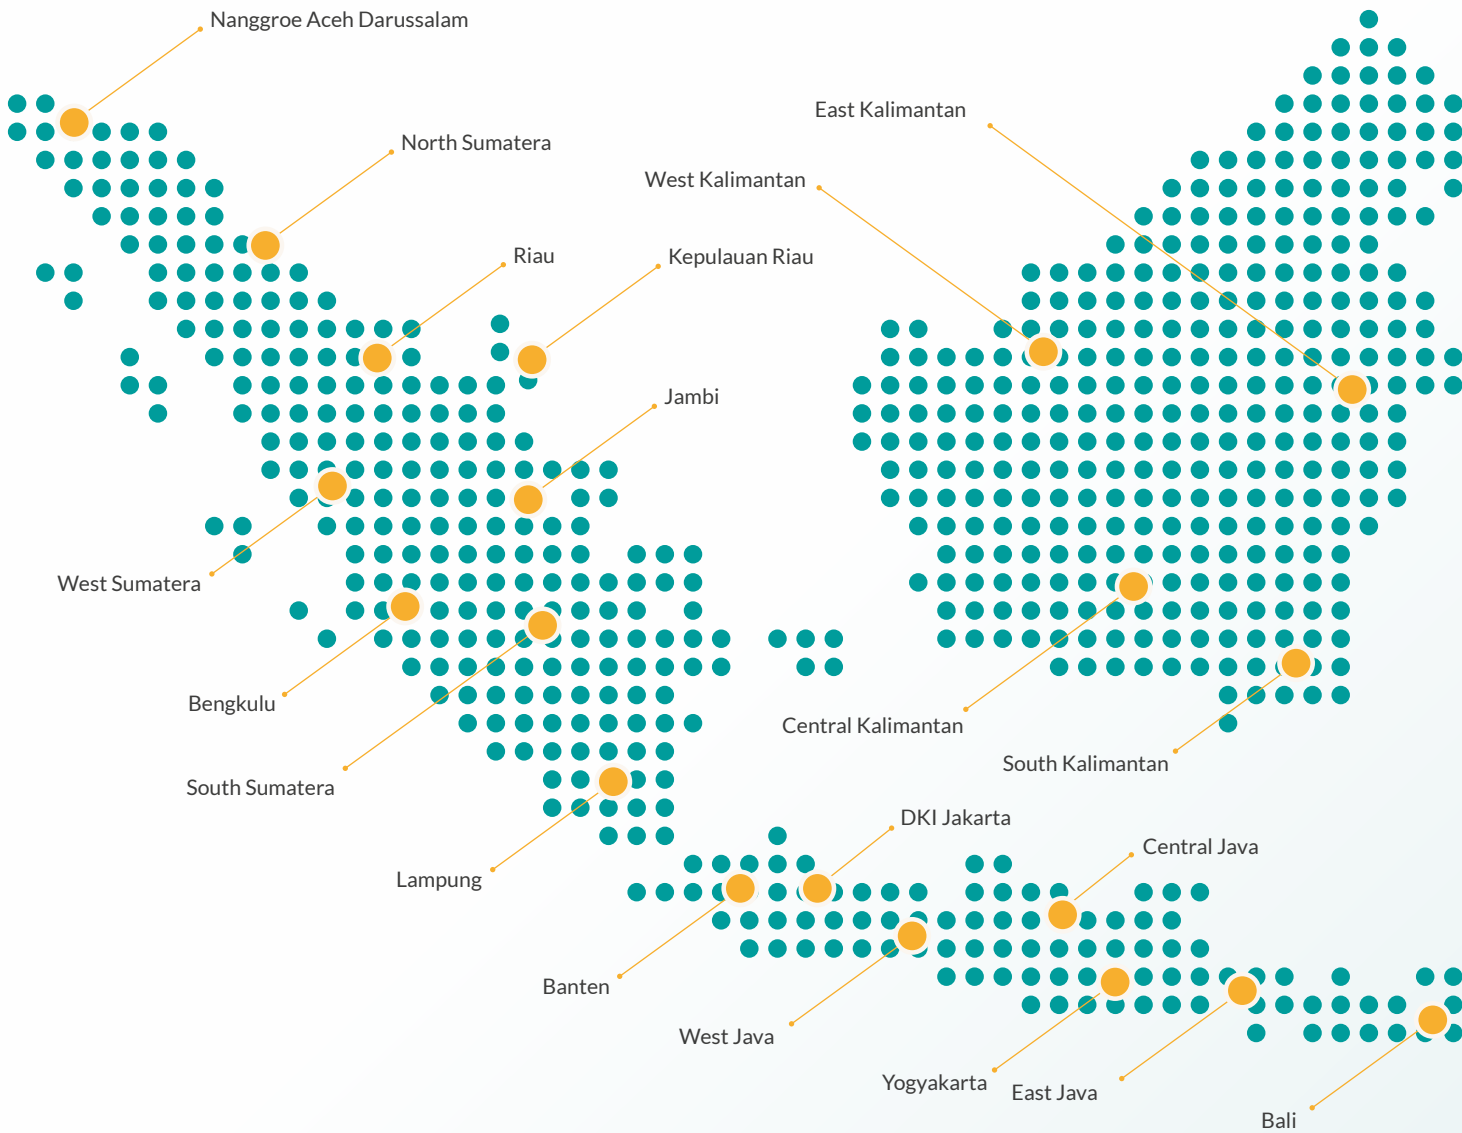 Nanggroe Aceh Darussalam
North Sumatera
East Kalimantan
West Kalimantan
Riau
Kepulauan Riau
Jambi
West Sumatera
Bengkulu
South Sumatera
Central Kalimantan
South Kalimantan
Lampung
DKI Jakarta
Central Java
Banten
West Java
Yogyakarta
East Java
Bali